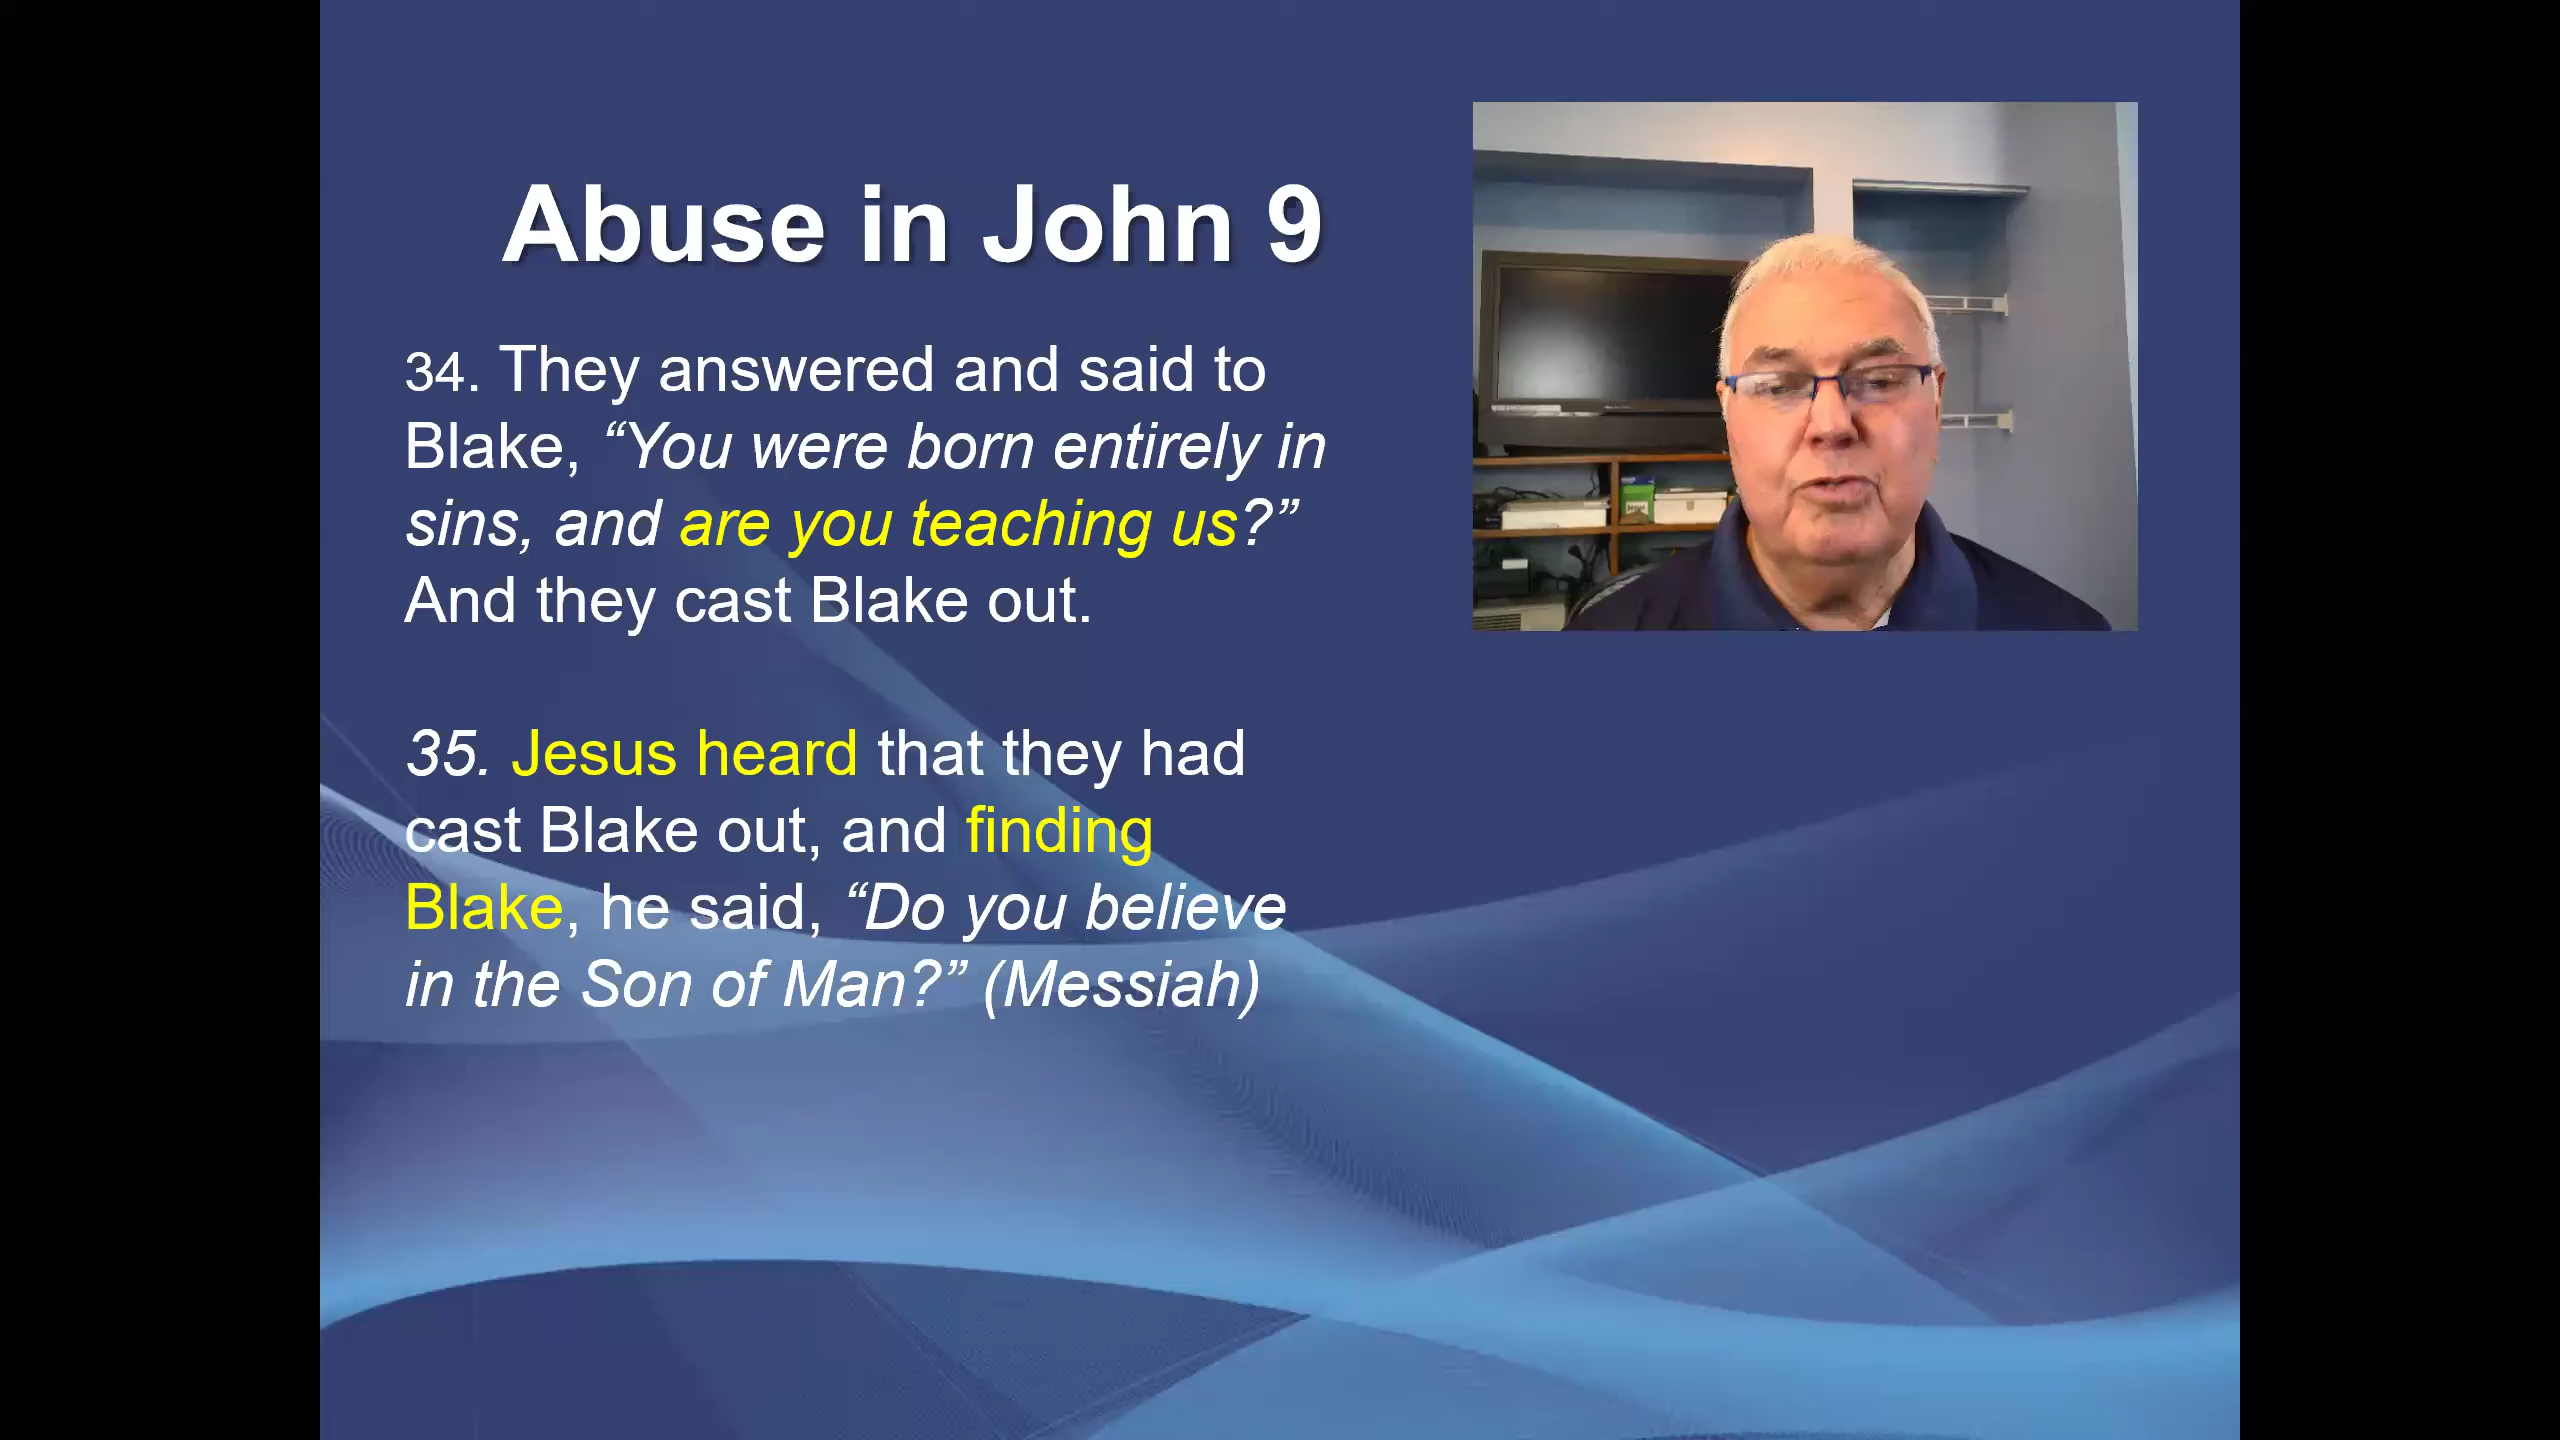 Abuse in John 9
34. They answered and said to
Blake, “You were born entirely in
sins, and are you teaching us?”
And they cast Blake out.
35. Jesus heard that they had
cast Blake out, and finding
Blake, he said, “Do you believe
in the Son of Man?” (Messiah)